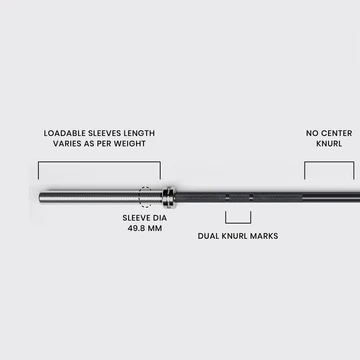 LOADABLE SLEEVES LENGTH
VARIES AS PER WEIGHT
NO CENTER
KNURL
SLEEVE DIA
49.8 MM
DUAL KNURL MARKS